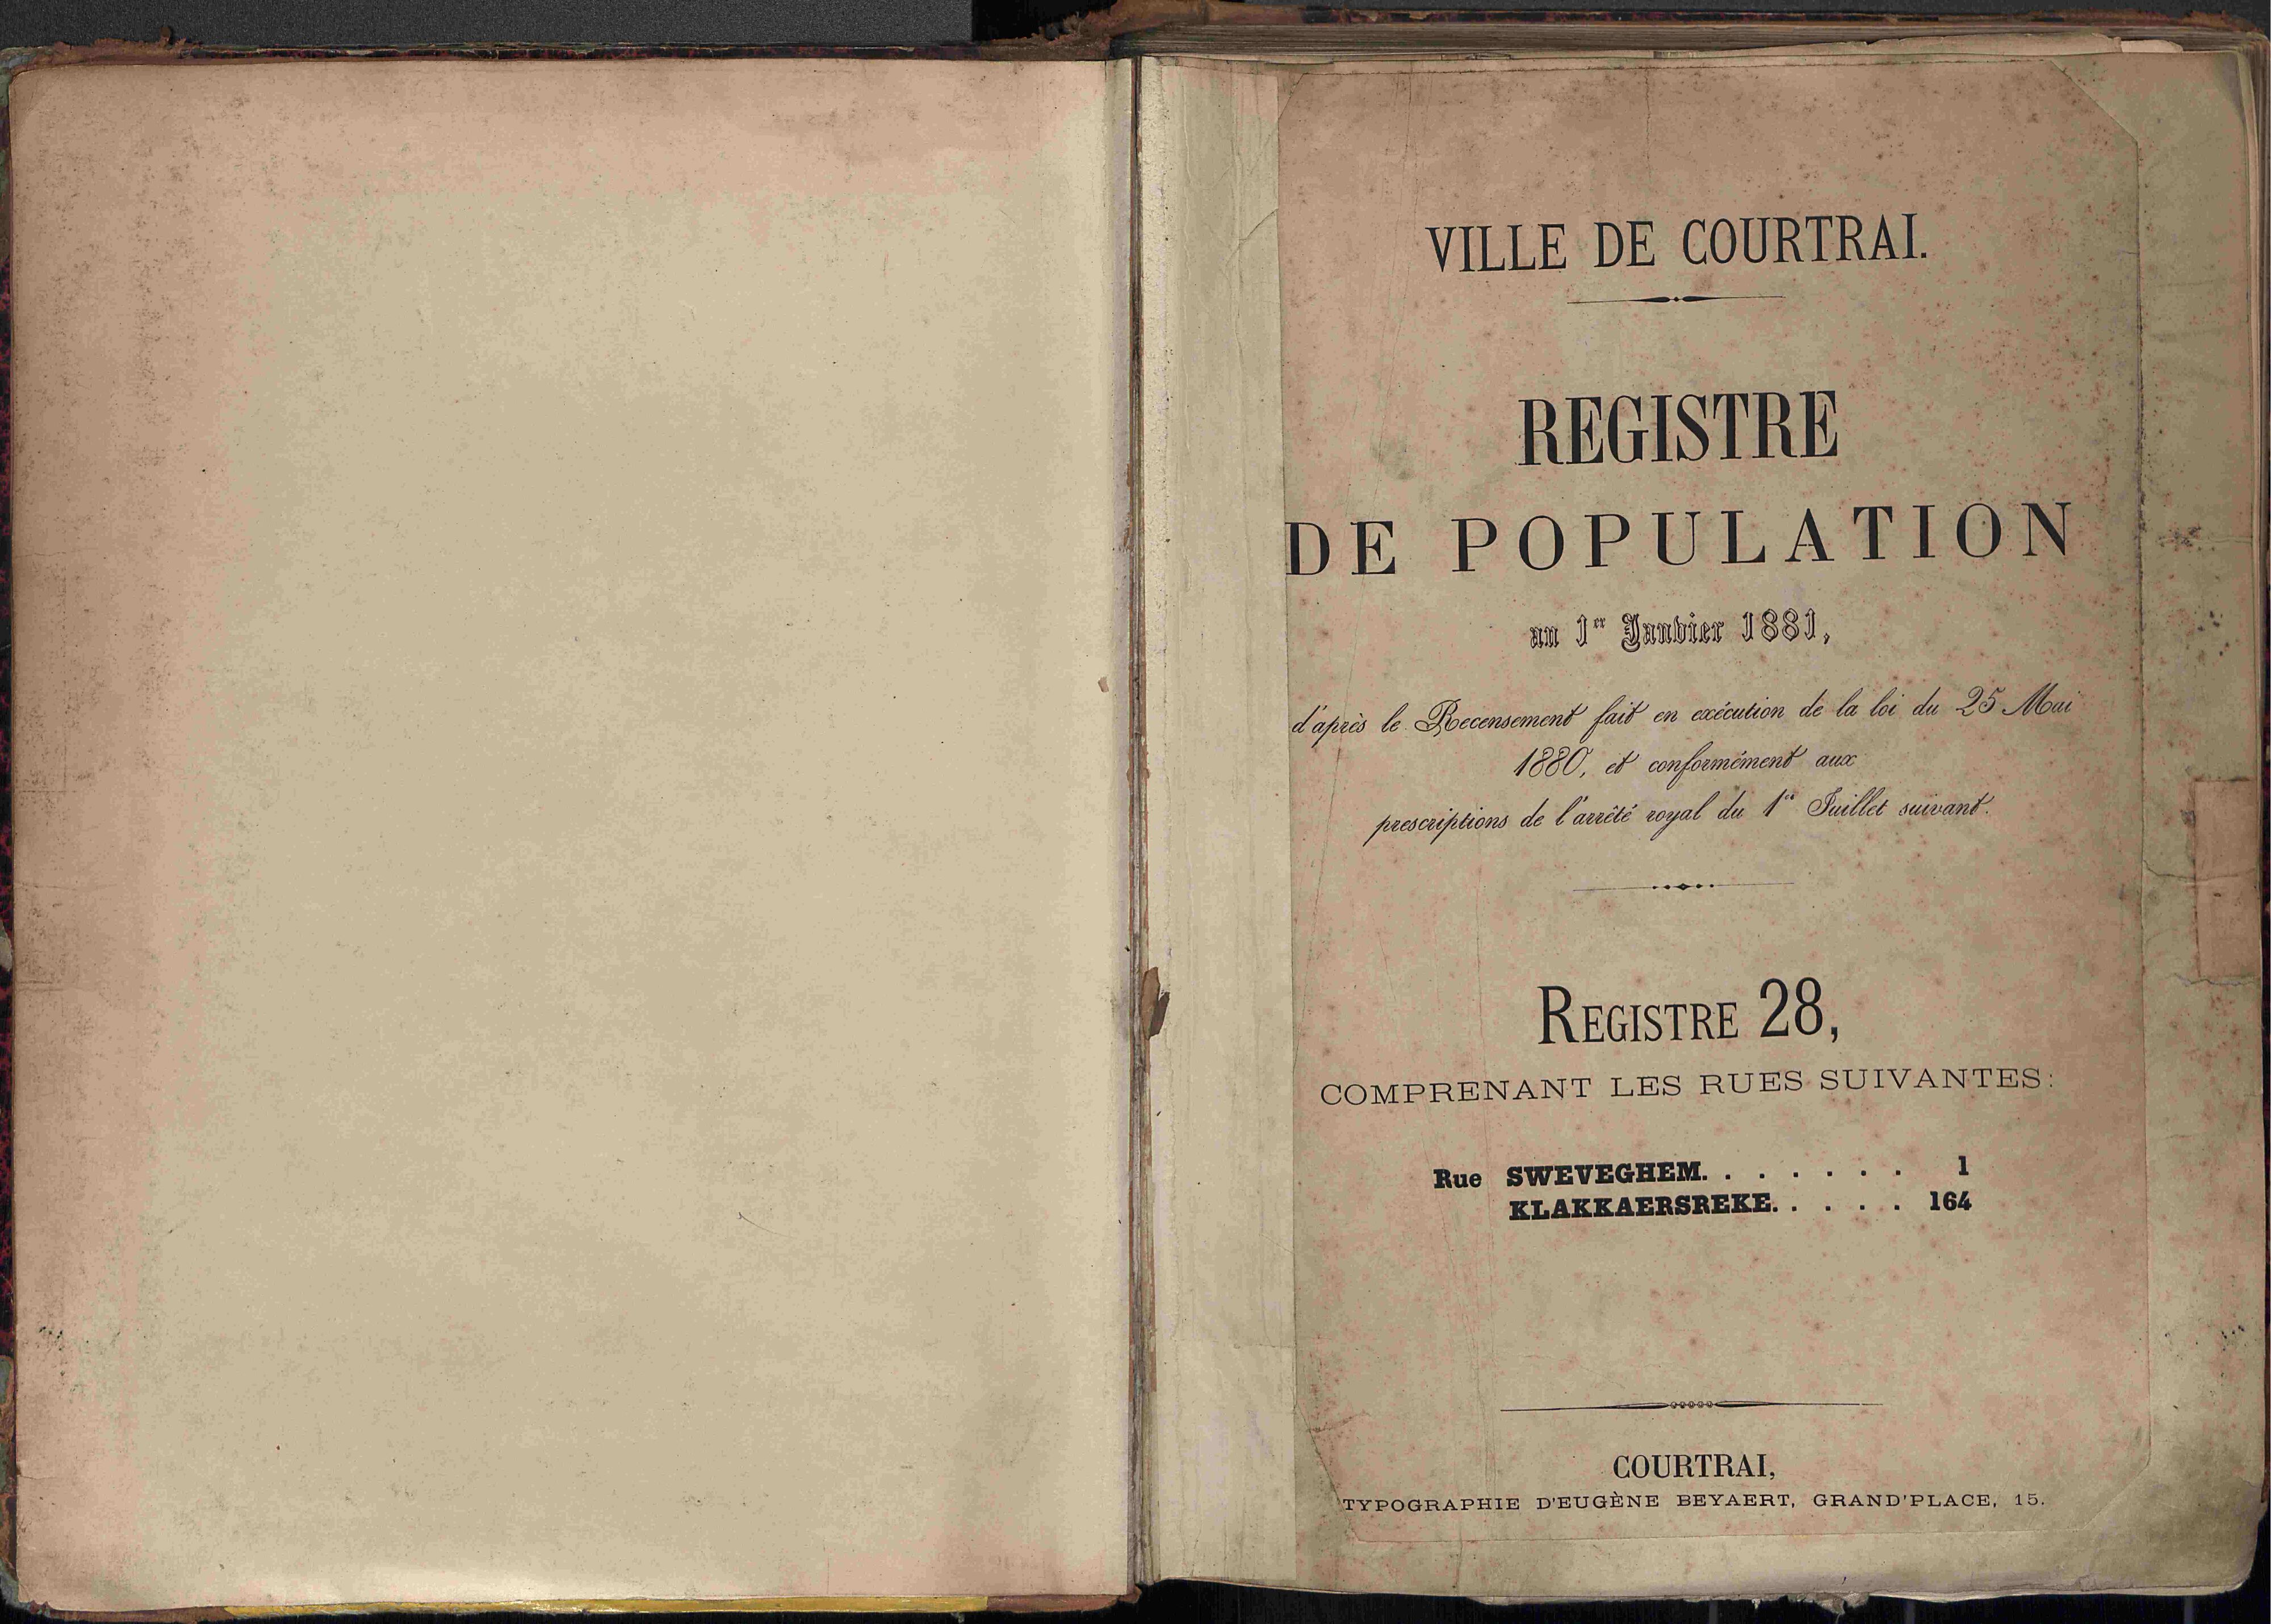 VILLE DE COURTRAI.
REGISTRE
DE POPULATION
au 1er Janvier 1881,
d'après le Recensement fait en exécution de la loi du 25 Mai
1880, et conformément aux
prescriptions de l'arrêté royal du 1er Juillet suivant.
REGISTRE 28,
COMPRENANT LES RUES SUIVANTES:
Rue SWEVEGHEM. . . . . . . 1
KLAKKAERSREKE. . . . . 164
COURTRAI,
TYPOGRAPHIE D'EUGÈNE BEYAERT, GRAND'PLACE, 15.